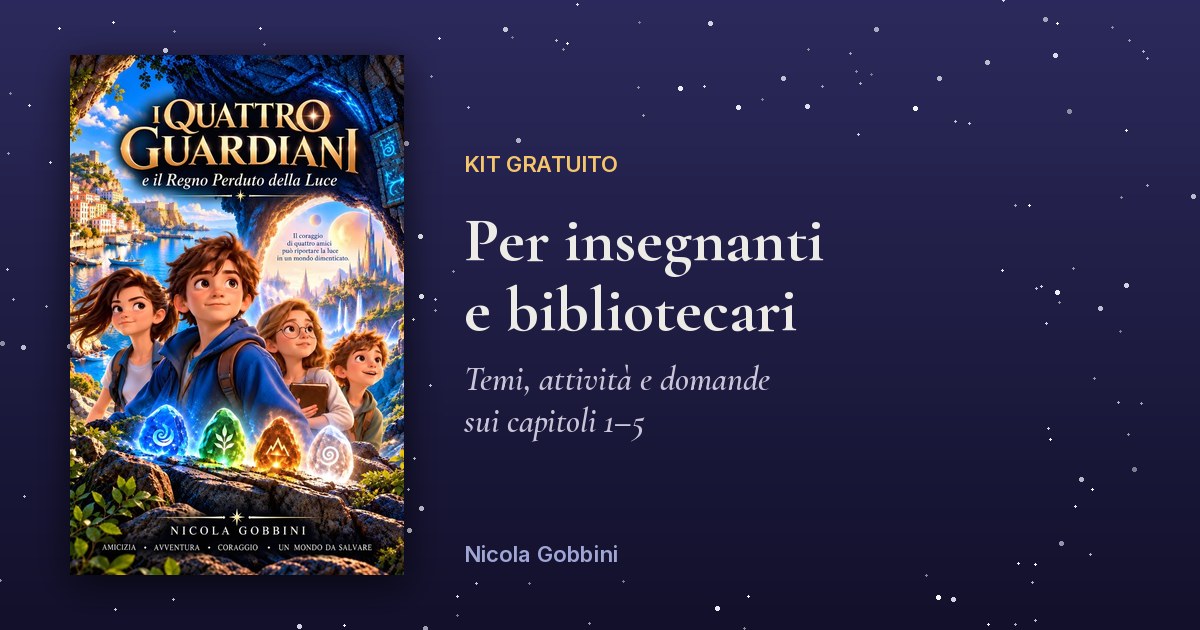 I QUATTRO
GUARDIANI
e il Regno Perduto della Luce
Il coraggio
di quattro amici
può riportare la luce
in un mondo dimenticato.
NICOLA GOBBINI
AMICIZIA • AVVENTURA • CORAGGIO • UN MONDO DA SALVARE
KIT GRATUITO
Per insegnanti
e bibliotecari
Temi, attività e domande
sui capitoli 1–5
Nicola Gobbini